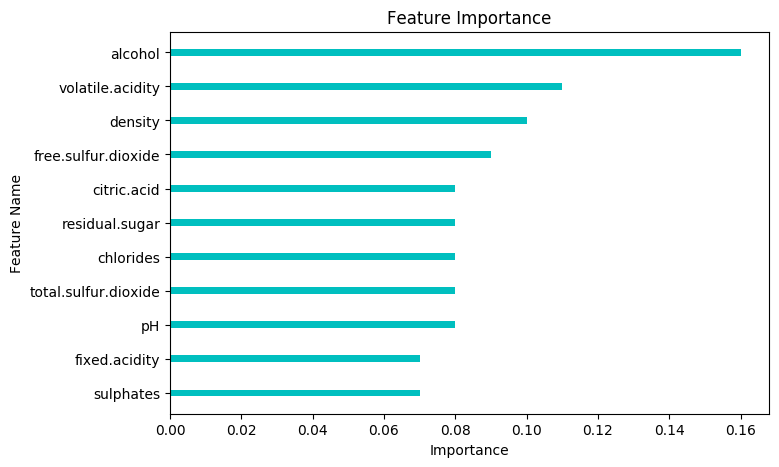 Feature Importance
alcohol
volatile.acidity
density
free.sulfur.dioxide
citric.acid
residual.sugar
chlorides
total.sulfur.dioxide
pH
fixed.acidity
sulphates
Feature Name
0.00 0.02 0.04 0.06 0.08 0.10 0.12 0.14 0.16
Importance